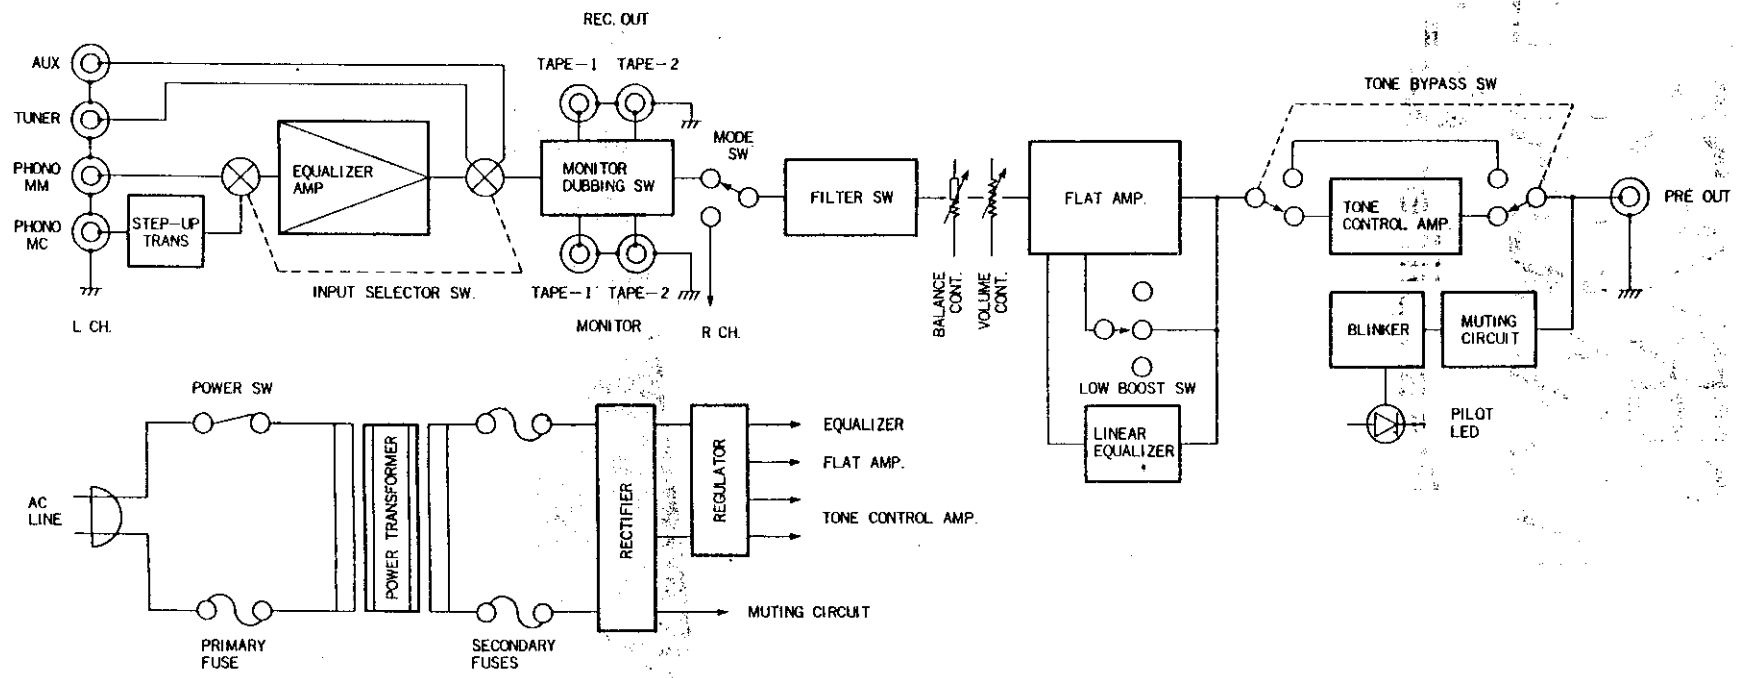 REC. OUT
AUX
TAPE-1 TAPE-2
TUNER
PHONO
MM
PHONO
MC
STEP-UP
TRANS
EQUALIZER
AMP
INPUT SELECTOR SW.
L CH.
MONITOR
DUBBING SW
TAPE-1 TAPE-2
MONITOR
MODE
SW
R CH.
FILTER SW
BALANCE
CONT.
VOLUME
CONT.
FLAT AMP.
LOW BOOST SW
LINEAR
EQUALIZER
TONE BYPASS SW
TONE
CONTROL AMP.
PRE OUT
BLINKER
MUTING
CIRCUIT
PILOT
LED
POWER SW
AC
LINE
PRIMARY
FUSE
POWER TRANSFORMER
SECONDARY
FUSES
RECTIFIER
REGULATOR
EQUALIZER
FLAT AMP.
TONE CONTROL AMP.
MUTING CIRCUIT